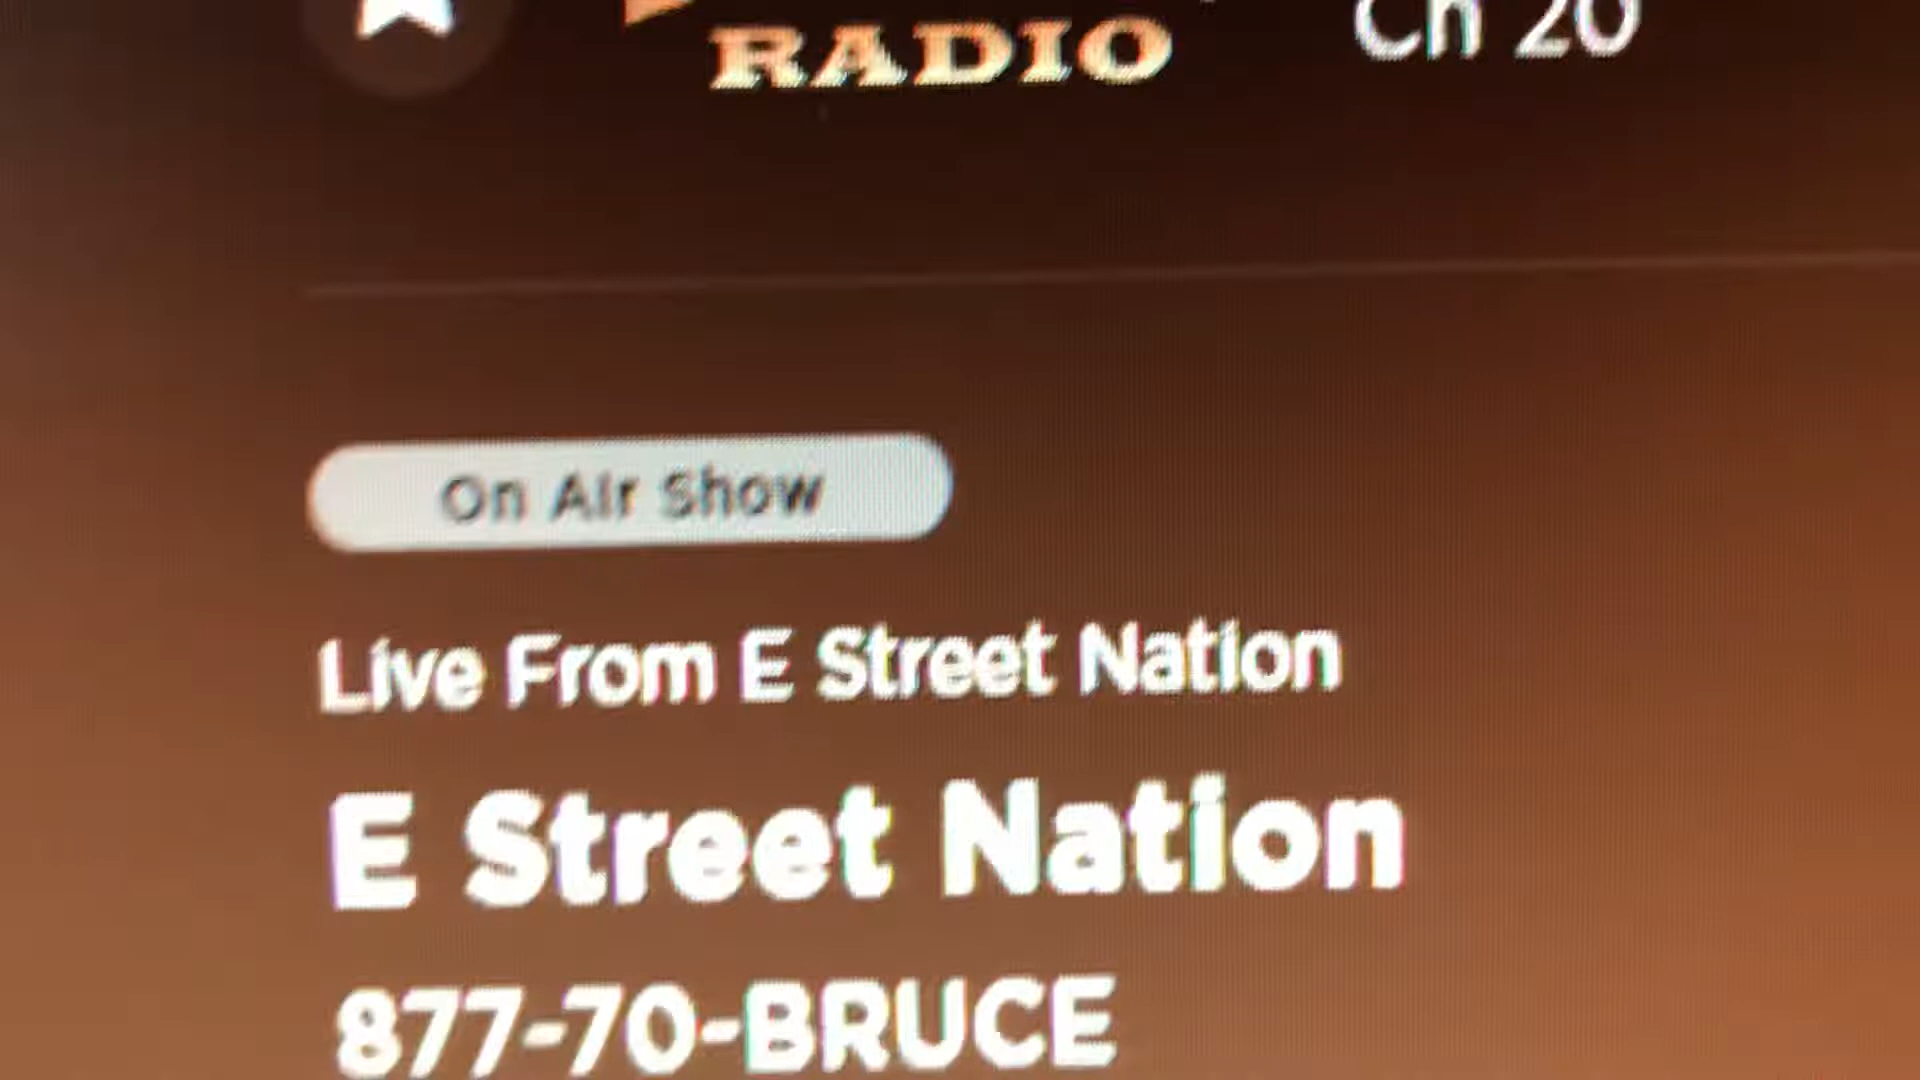 RADIO
Ch 20
On Air Show
Live From E Street Nation
E Street Nation
877-70-BRUCE